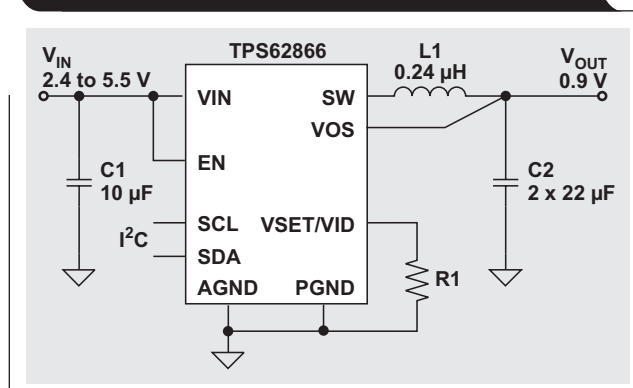 TPS62866
V_IN
2.4 to 5.5 V
L1
0.24 µH
V_OUT
0.9 V
VIN
SW
VOS
EN
C1
10 µF
C2
2 x 22 µF
SCL
VSET/VID
I²C
SDA
R1
AGND
PGND